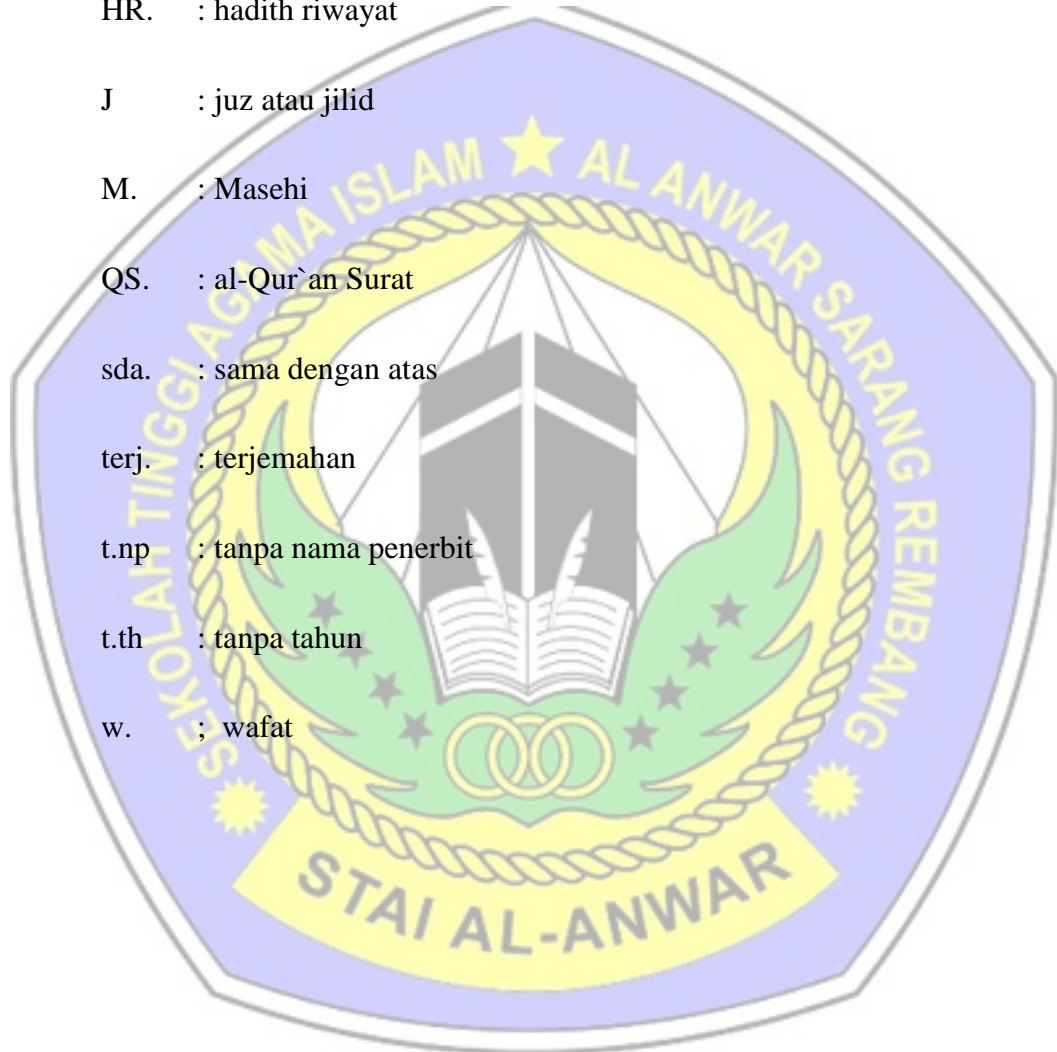 HR. : hadith riwayat
J : juz atau jilid
M. : Masehi
QS. : al-Qur`an Surat
sda. : sama dengan atas
terj. : terjemahan
t.np : tanpa nama penerbit
t.th : tanpa tahun
w. ; wafat
SEKOLAH TINGGI AGAMA ISLAM ★ AL ANWAR SARANG REMBANG
STAI AL-ANWAR